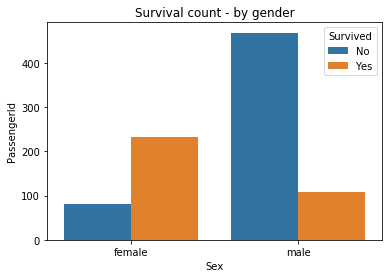 Survival count - by gender
Survived
No
Yes
PassengerId
400
300
200
100
0
female
male
Sex